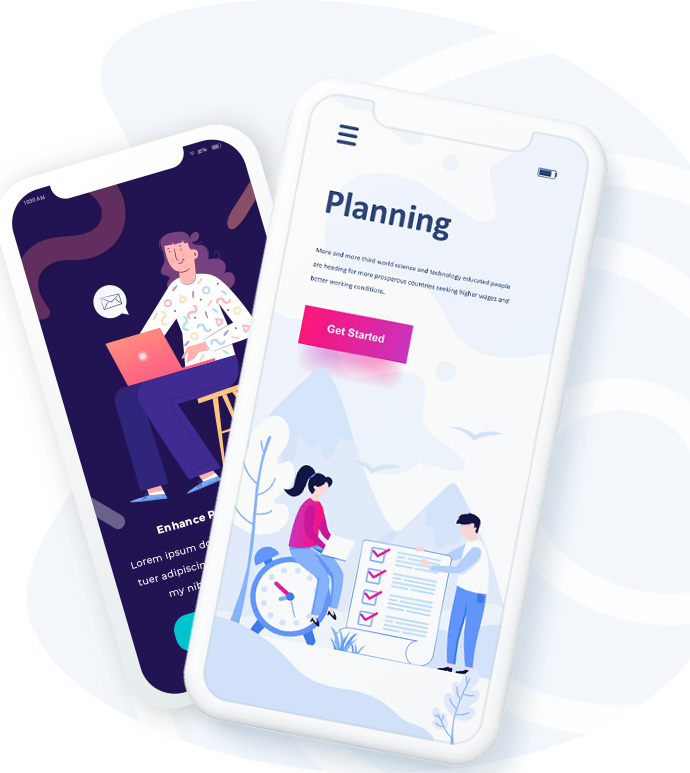 10:00 AM
Enhance
Lorem ipsum
tuer adipiscin
my nib
Planning
More and more third world science and technology educated people
are heading for more prosperous countries seeking higher wages and
better working conditions.
Get Started